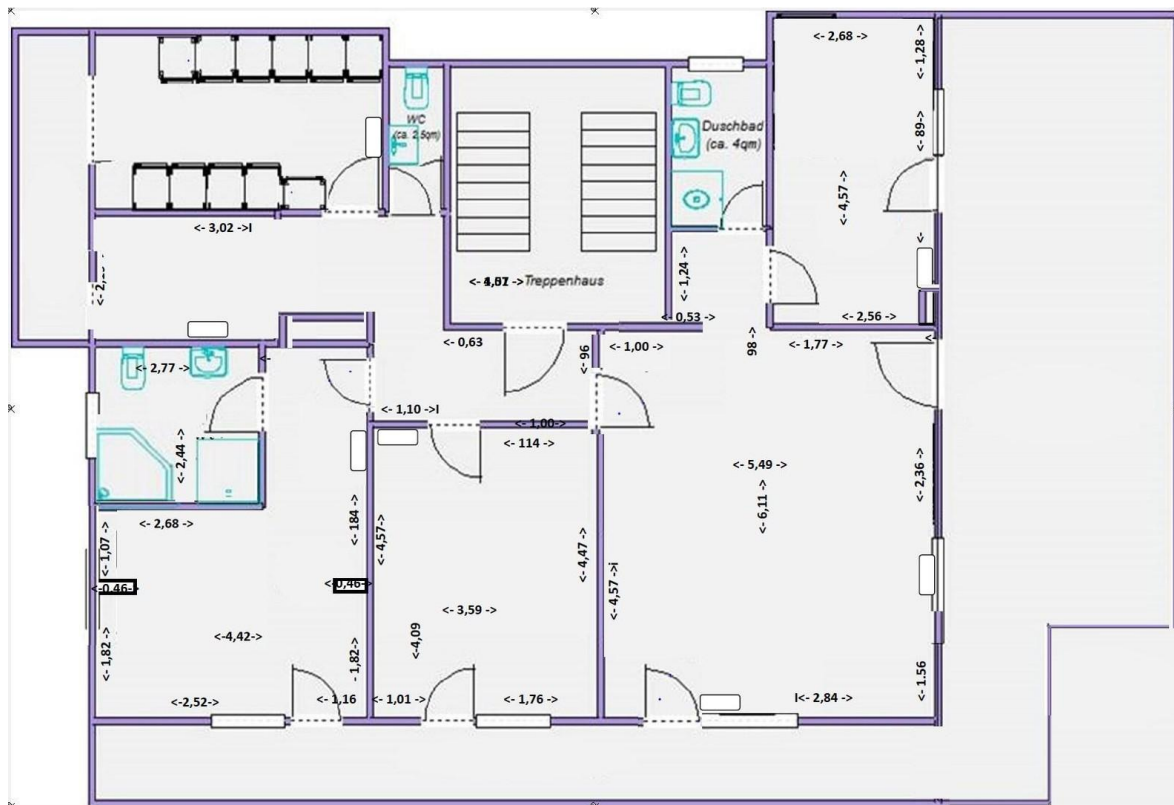 <- 2,68 ->
<- 1,28 ->
WC
(ca. 2,5qm)
Duschbad
(ca. 4qm)
<- 89->
<- 4,57->
<- 3,02 ->I
<-
<- 1,24 ->
Treppenhaus
<- 0,53 ->
<- 2,56 ->
<- 0,63
96
<- 1,00 ->
98->
<- 1,77 ->
<-
<- 2,77 ->
<-
<- 1,10 ->I
<- 1,00->
<- 114 ->
<- 2,44 ->
<- 5,49 ->
<- 6,11 ->
<- 2,36 ->
<- 2,68 ->
<- 184 ->
<- 4,57->
<- 4,47 ->
<- 1,07 ->
<-0,46->
<-0,46->
<- 4,57 ->i
<- 3,59 ->
<-4,42->
<-4,09
<- 1,82 ->
- 1,82->
<-2,52->
<- 1,16
<- 1,01 ->
<- 1,76 ->
I<- 2,84 ->
<- 1.56